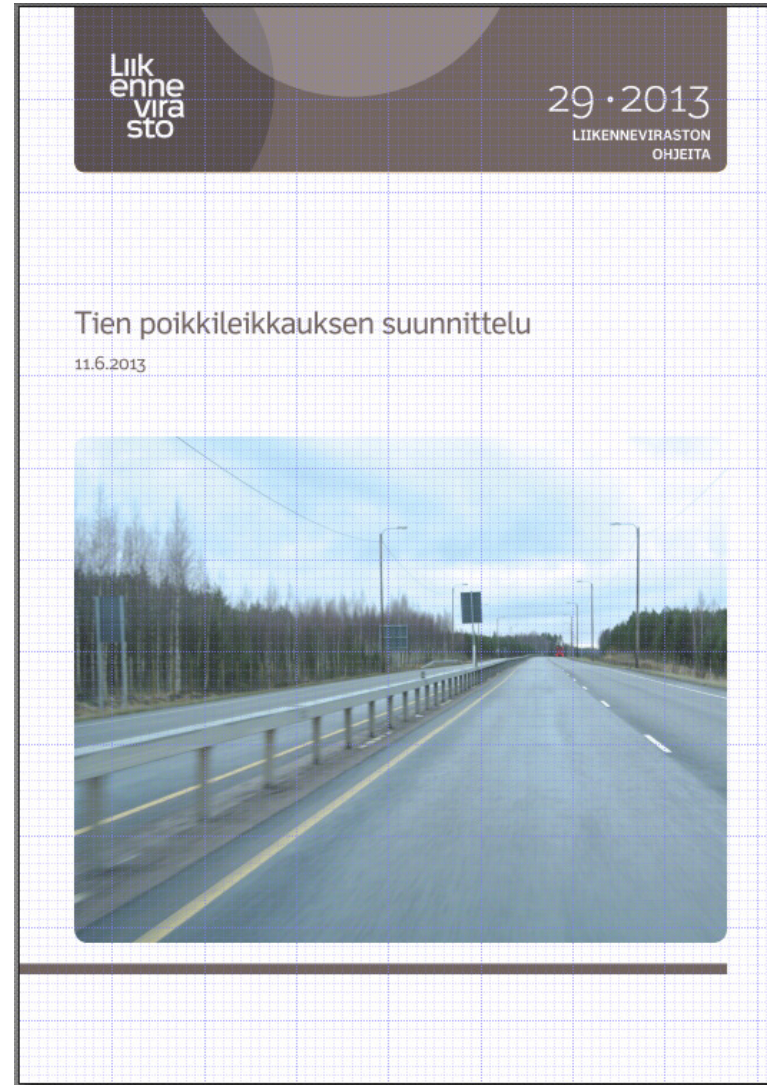 Liik
enne
vira
sto
29 • 2013
LIIKENNEVIRASTON
OHJEITA
Tien poikkileikkauksen suunnittelu
11.6.2013